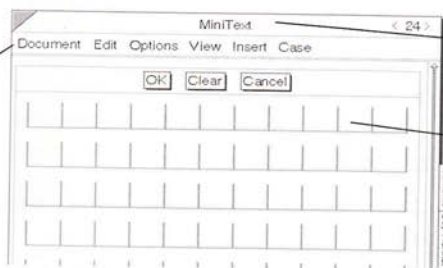 MiniText < 24 >
Document Edit Options View Insert Case
OK Clear Cancel